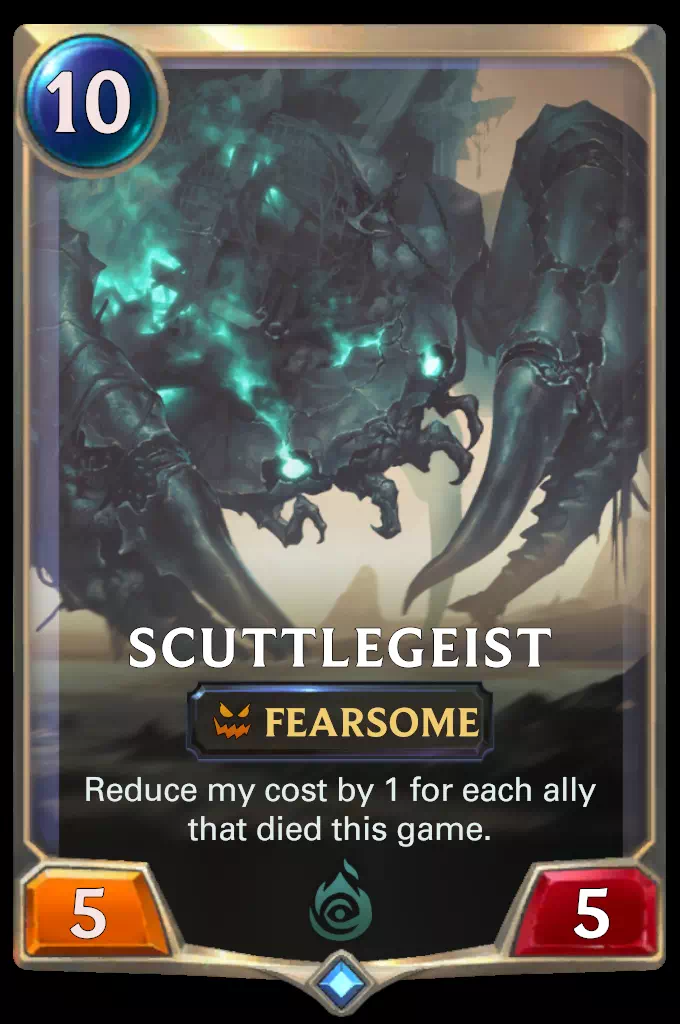 10
SCUTTLEGEIST
FEARSOME
Reduce my cost by 1 for each ally
that died this game.
5 5